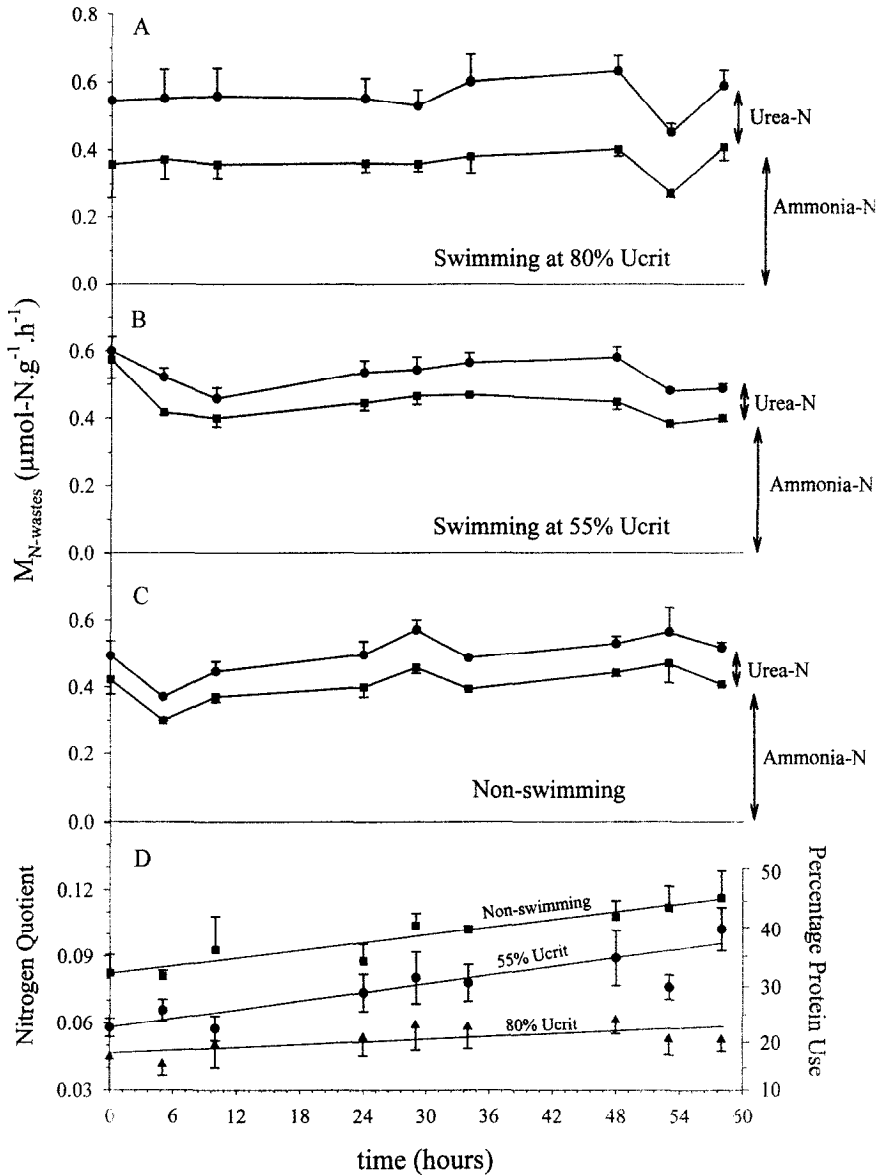 A
0.8
0.6
0.4
0.2
0.0
Urea-N
Ammonia-N
Swimming at 80% Ucrit
B
0.6
0.4
0.2
0.0
Urea-N
Ammonia-N
Swimming at 55% Ucrit
C
0.6
0.4
0.2
0.0
Urea-N
Ammonia-N
Non-swimming
M N-wastes (µmol-N.g⁻¹.h⁻¹)
D
0.12
0.09
0.06
0.03
Nitrogen Quotient
Non-swimming
55% Ucrit
80% Ucrit
50
40
30
20
10
Percentage Protein Use
0 6 12 18 24 30 36 42 48 54 60
time (hours)